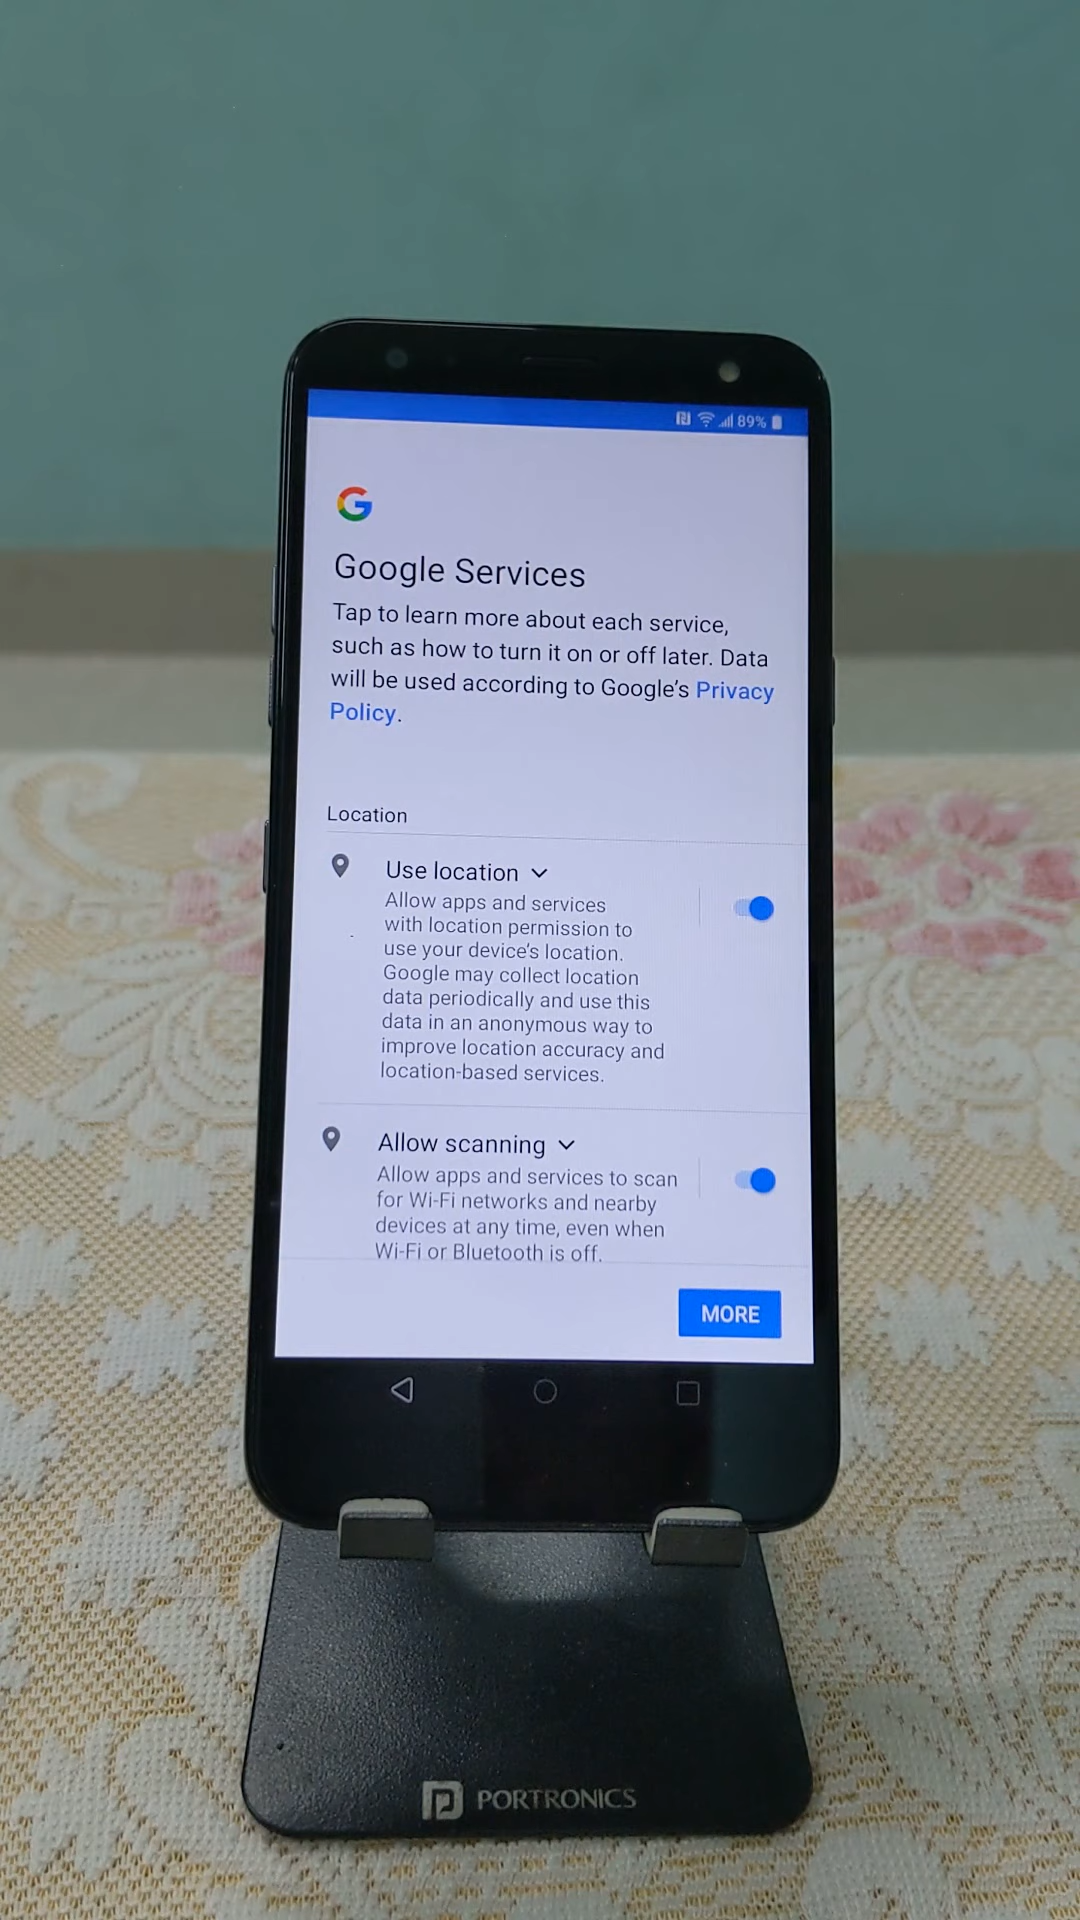 89%
Google Services
Tap to learn more about each service,
such as how to turn it on or off later. Data
will be used according to Google's Privacy
Policy.
Location
Use location
Allow apps and services
with location permission to
use your device's location.
Google may collect location
data periodically and use this
data in an anonymous way to
improve location accuracy and
location-based services.
Allow scanning
Allow apps and services to scan
for Wi-Fi networks and nearby
devices at any time, even when
Wi-Fi or Bluetooth is off.
MORE
PORTRONICS